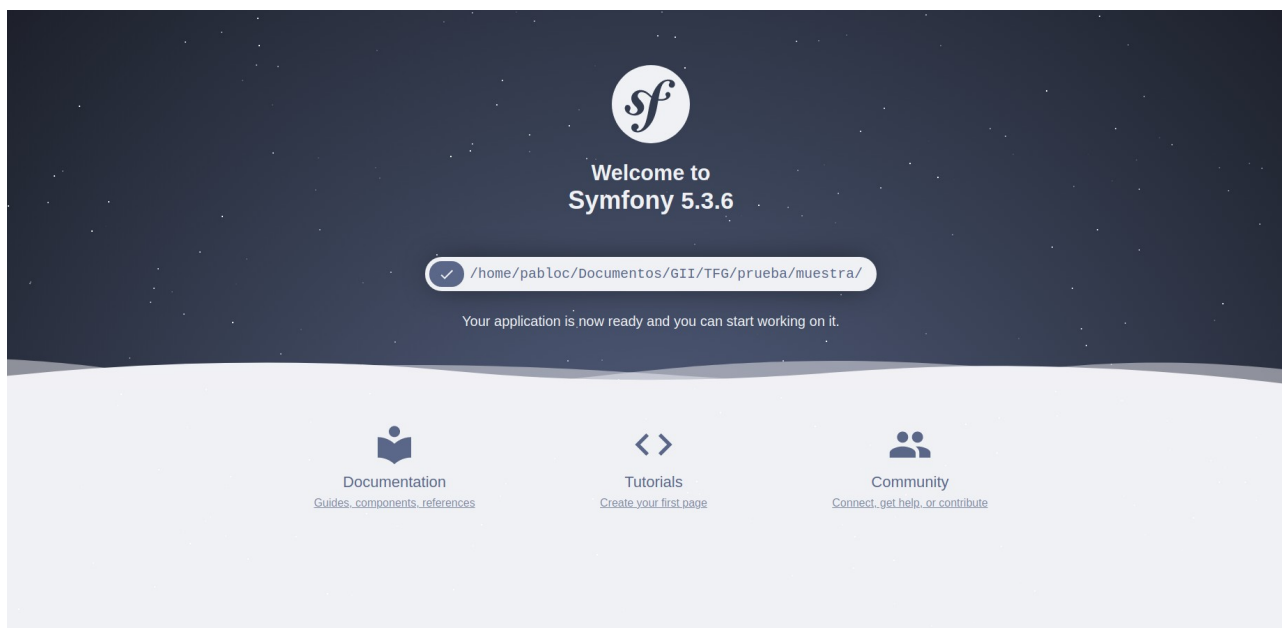 sf
Welcome to
Symfony 5.3.6
/home/pabloc/Documentos/GII/TFG/prueba/muestra/
Your application is now ready and you can start working on it.
Documentation
Guides, components, references
Tutorials
Create your first page
Community
Connect, get help, or contribute